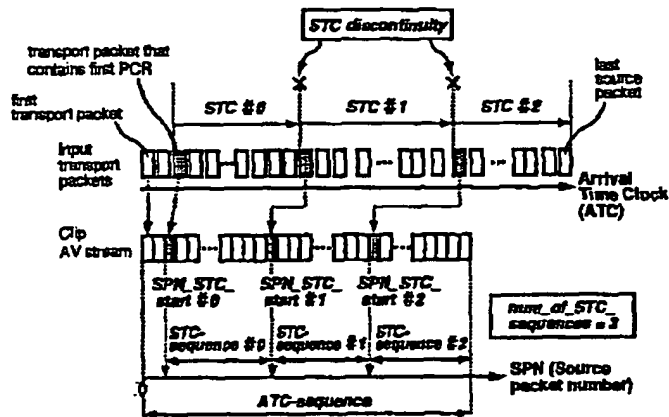 STC discontinuity
transport packet that
contains first PCR
first
transport packet
last
source
packet
STC #0
STC #1
STC #2
Input
transport
packets
Arrival
Time Clock
(ATC)
Clip
AV stream
SPN_STC_
start #0
SPN_STC_
start #1
SPN_STC_
start #2
num_of_STC_
sequences = 3
STC-
sequence #0
STC-
sequence #1
STC-
sequence #2
SPN (Source
packet number)
0
ATC-sequence